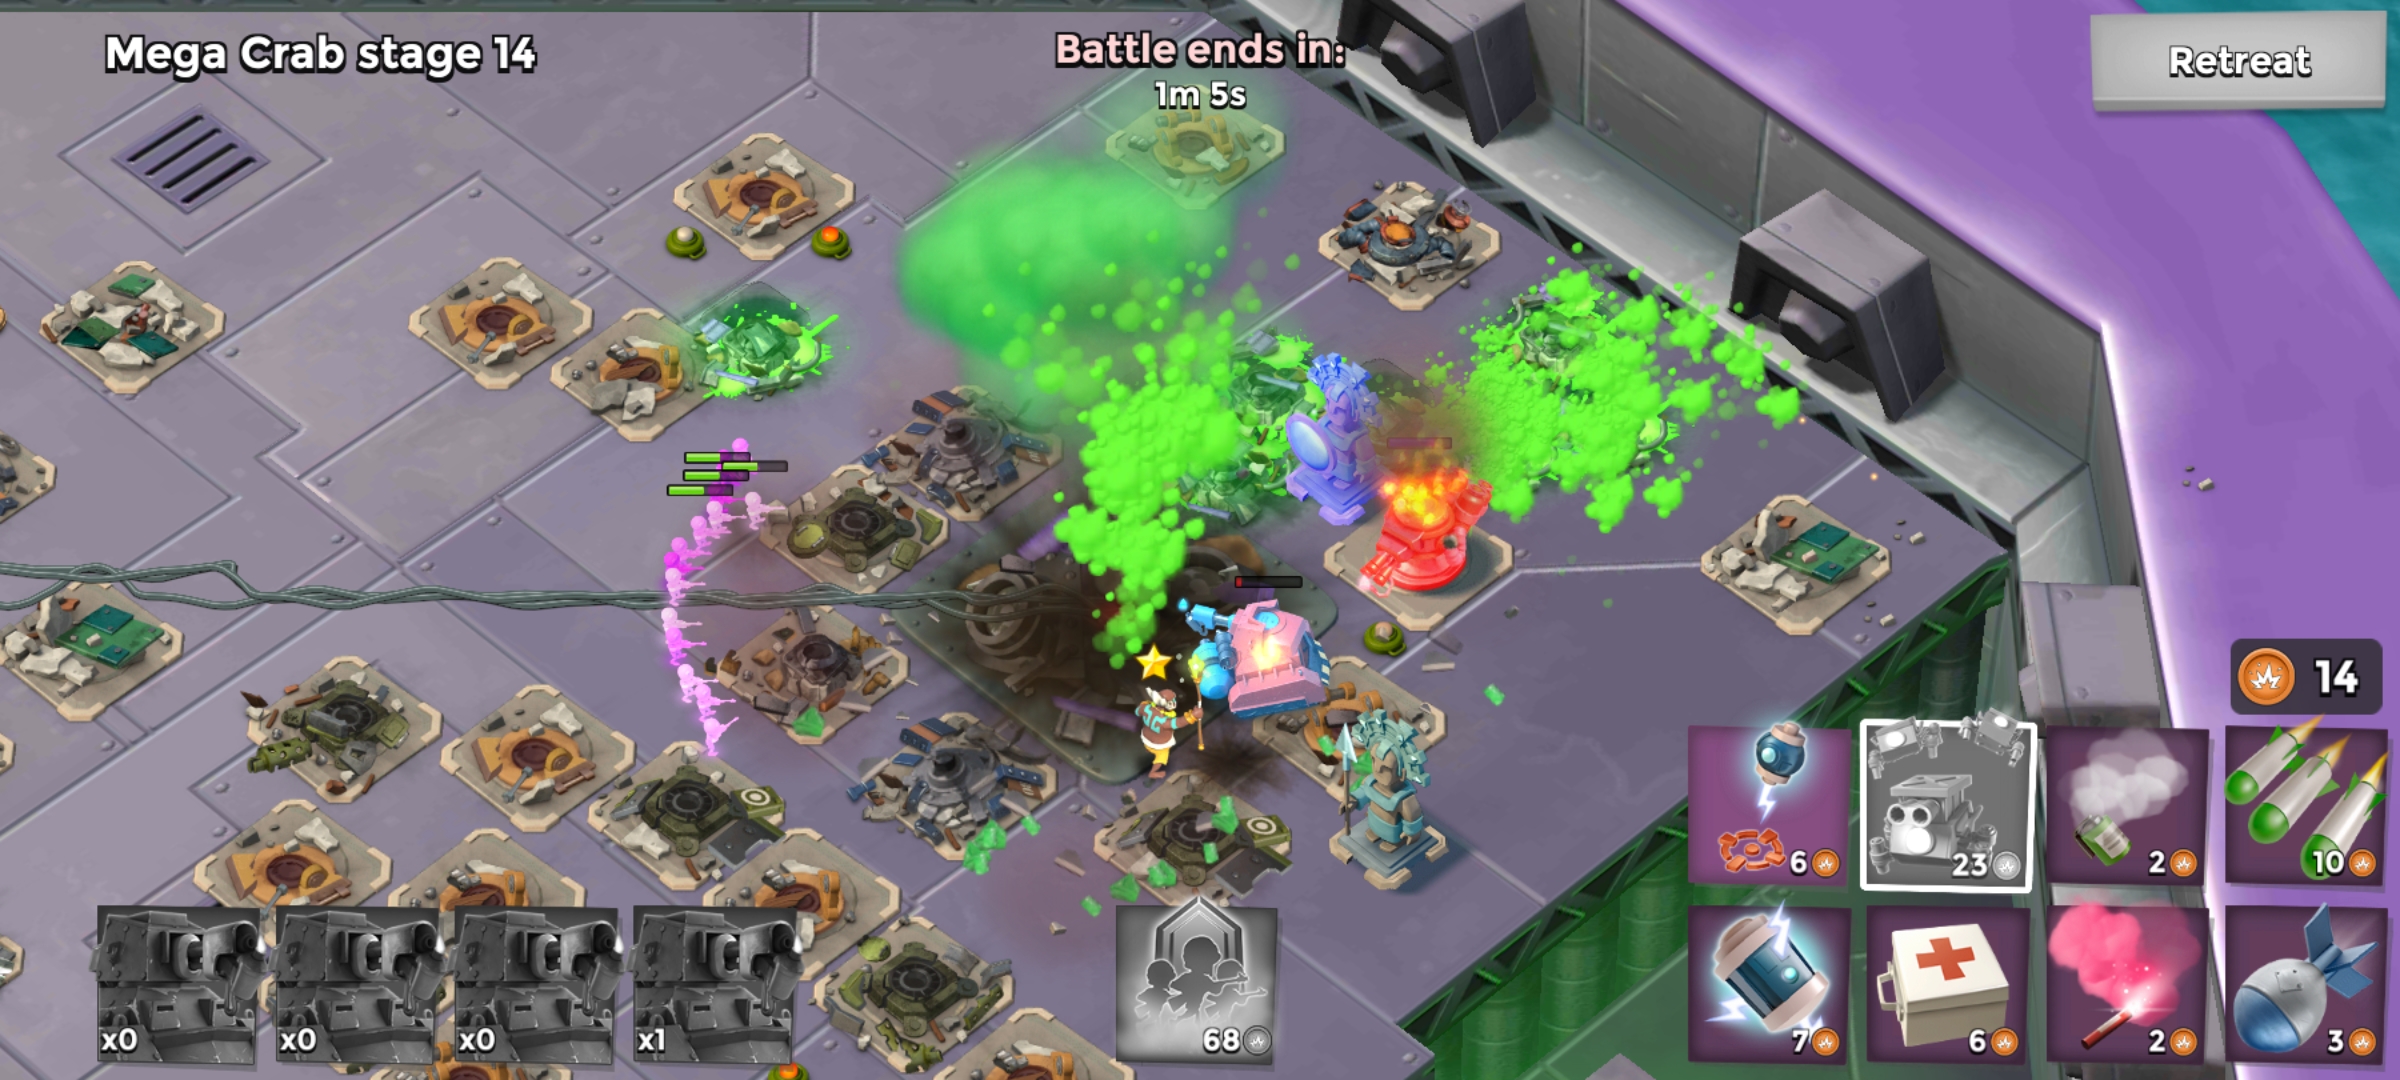 Mega Crab stage 14
Battle ends in:
1m 5s
Retreat
14
6
23
2
10
7
6
2
3
x0
x0
x0
x1
68